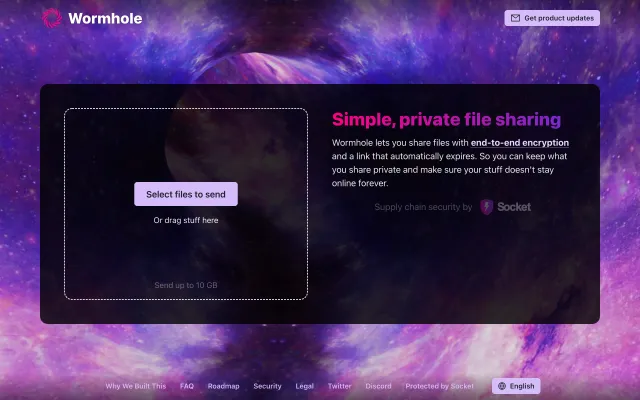 Wormhole
Get product updates
Select files to send
Or drag stuff here
Send up to 10 GB
Simple, private file sharing
Wormhole lets you share files with end-to-end encryption
and a link that automatically expires. So you can keep what
you share private and make sure your stuff doesn't stay
online forever.
Supply chain security by Socket
Why We Built This FAQ Roadmap Security Legal Twitter Discord Protected by Socket English